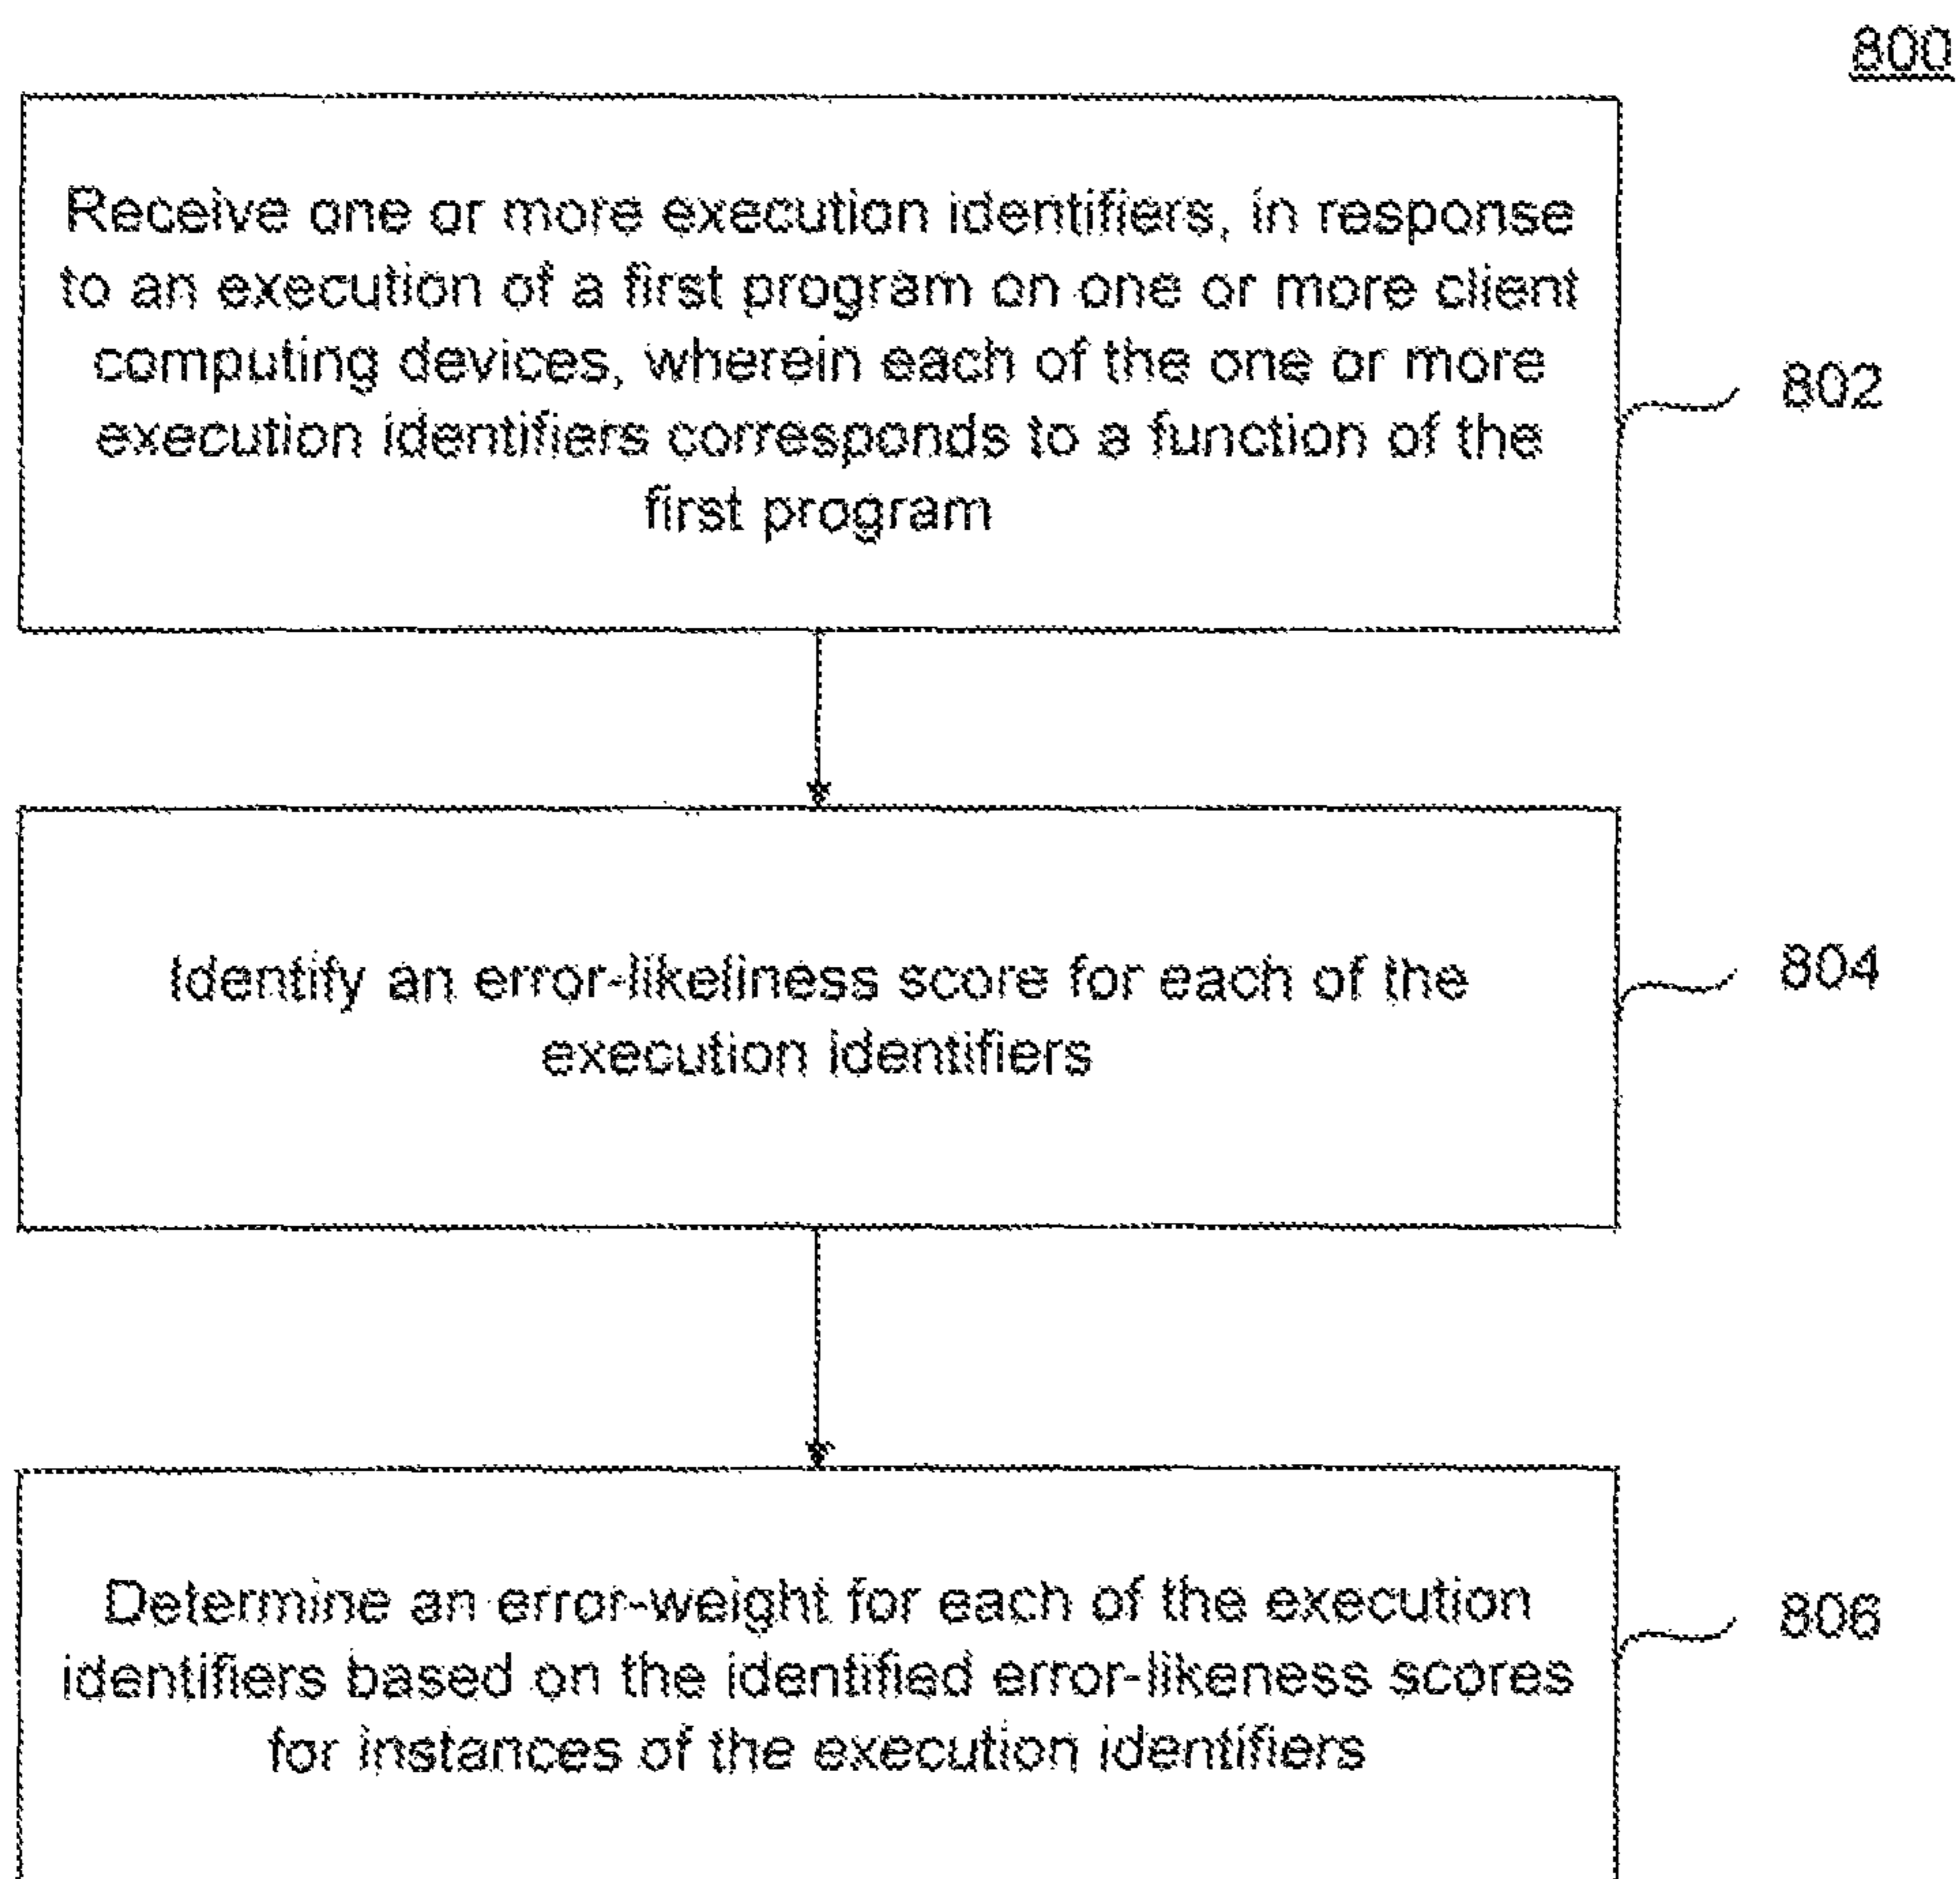 800
Receive one or more execution identifiers, in response
to an execution of a first program on one or more client
computing devices, wherein each of the one or more
execution identifiers corresponds to a function of the
first program
802
Identify an error-likeliness score for each of the
execution identifiers
804
Determine an error-weight for each of the execution
identifiers based on the identified error-likeness scores
for instances of the execution identifiers
806